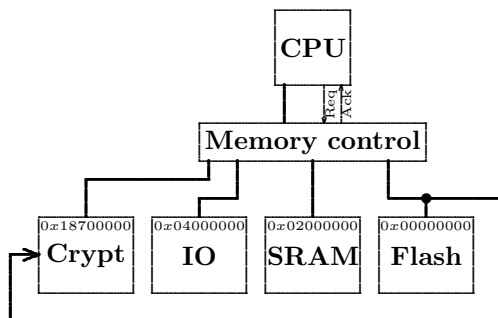 CPU
Req
Ack
Memory control
0x18700000 0x04000000 0x02000000 0x00000000
Crypt IO SRAM Flash